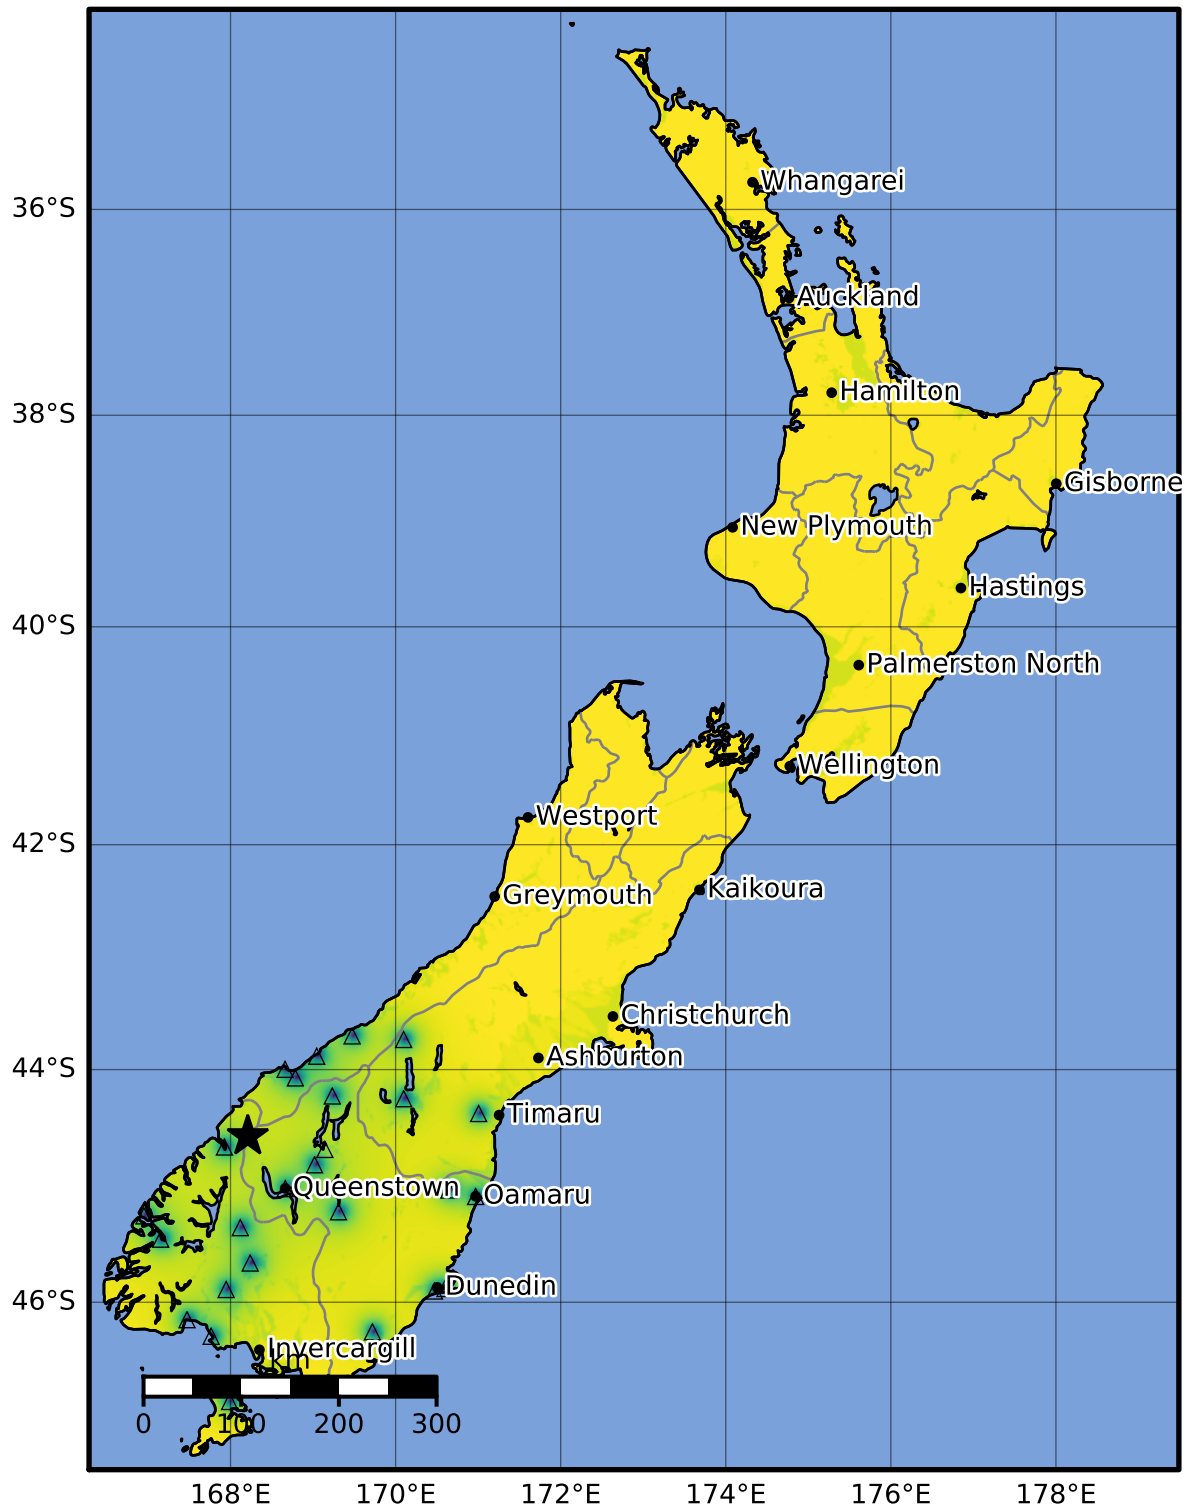 Whangarei
36°S
Auckland
Hamilton
38°S
Gisborne
New Plymouth
Hastings
40°S
Palmerston North
Wellington
Westport
42°S
Kaikoura
Greymouth
Christchurch
Ashburton
44°S
Timaru
Queenstown
Oamaru
Dunedin
46°S
Invercargill
km
0 100 200 300
168°E 170°E 172°E 174°E 176°E 178°E